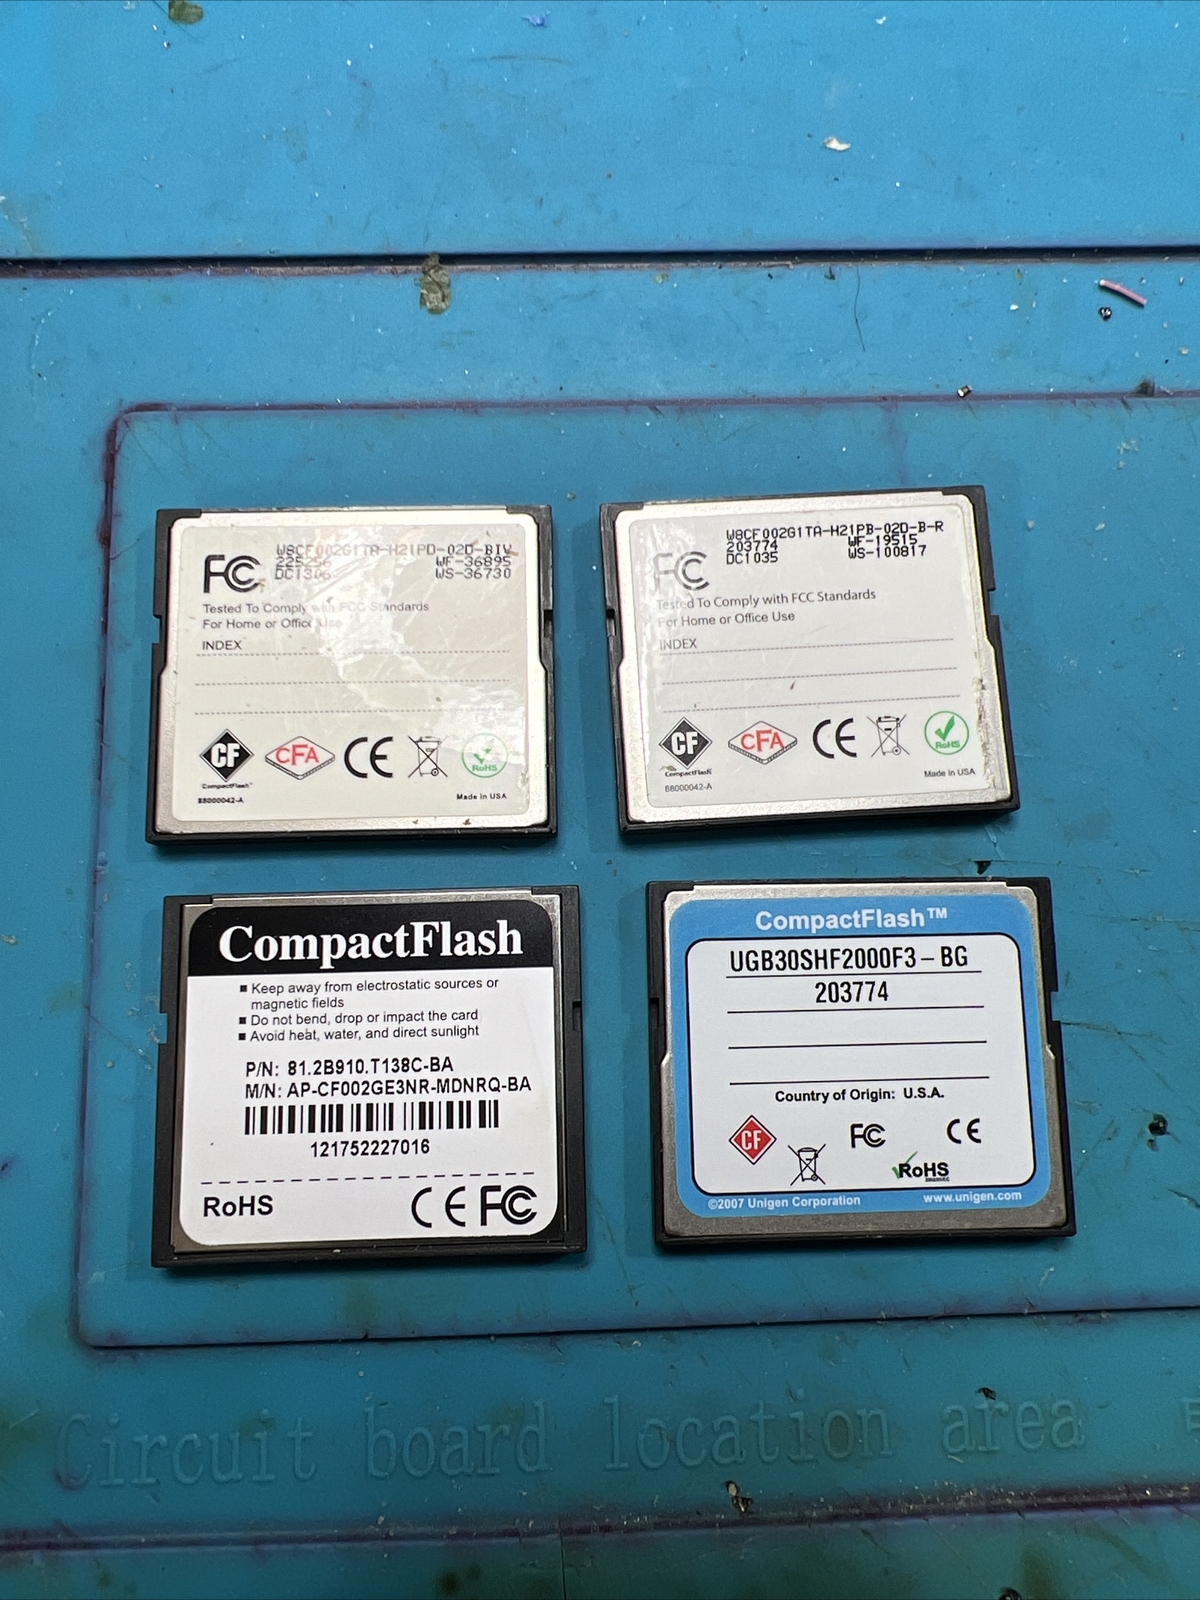 W8CF002G1TA-H21PD-02D-BIV
WF-36895
WS-36730
FC
Tested To Comply with FCC Standards
For Home or Office Use
INDEX
CF
CFA
CE
RoHS
CompactFlash™
88000042-A
Made in USA
W8CF002G1TA-H21PB-02D-B-R
203774 WF-19515
DC1035 WS-100817
FC
Tested To Comply with FCC Standards
For Home or Office Use
INDEX
CF
CFA
CE
RoHS
CompactFlash
88000042-A
Made in USA
CompactFlash
Keep away from electrostatic sources or
magnetic fields
Do not bend, drop or impact the card
Avoid heat, water, and direct sunlight
P/N: 81.2B910.T138C-BA
M/N: AP-CF002GE3NR-MDNRQ-BA
121752227016
RoHS CE FC
CompactFlash™
UGB30SHF2000F3-BG
203774
Country of Origin: U.S.A.
CF FC CE
RoHS
©2007 Unigen Corporation www.unigen.com
Circuit board location area